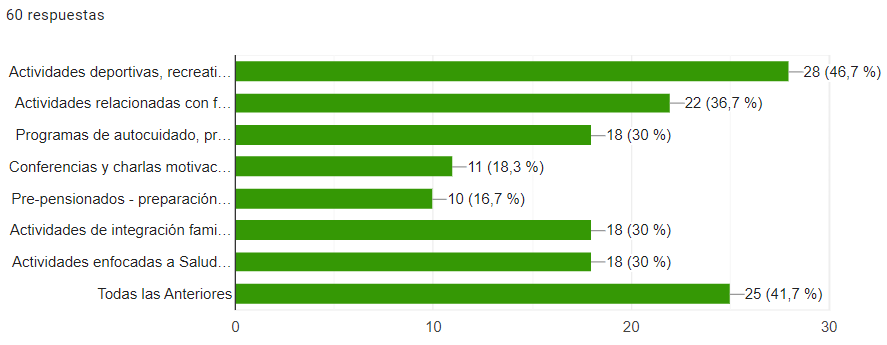 60 respuestas
Actividades deportivas, recreati…
28 (46,7 %)
Actividades relacionadas con f…
22 (36,7 %)
Programas de autocuidado, pr…
18 (30 %)
Conferencias y charlas motivac…
11 (18,3 %)
Pre-pensionados - preparación…
10 (16,7 %)
Actividades de integración fami…
18 (30 %)
Actividades enfocadas a Salud…
18 (30 %)
Todas las Anteriores
25 (41,7 %)
0 10 20 30